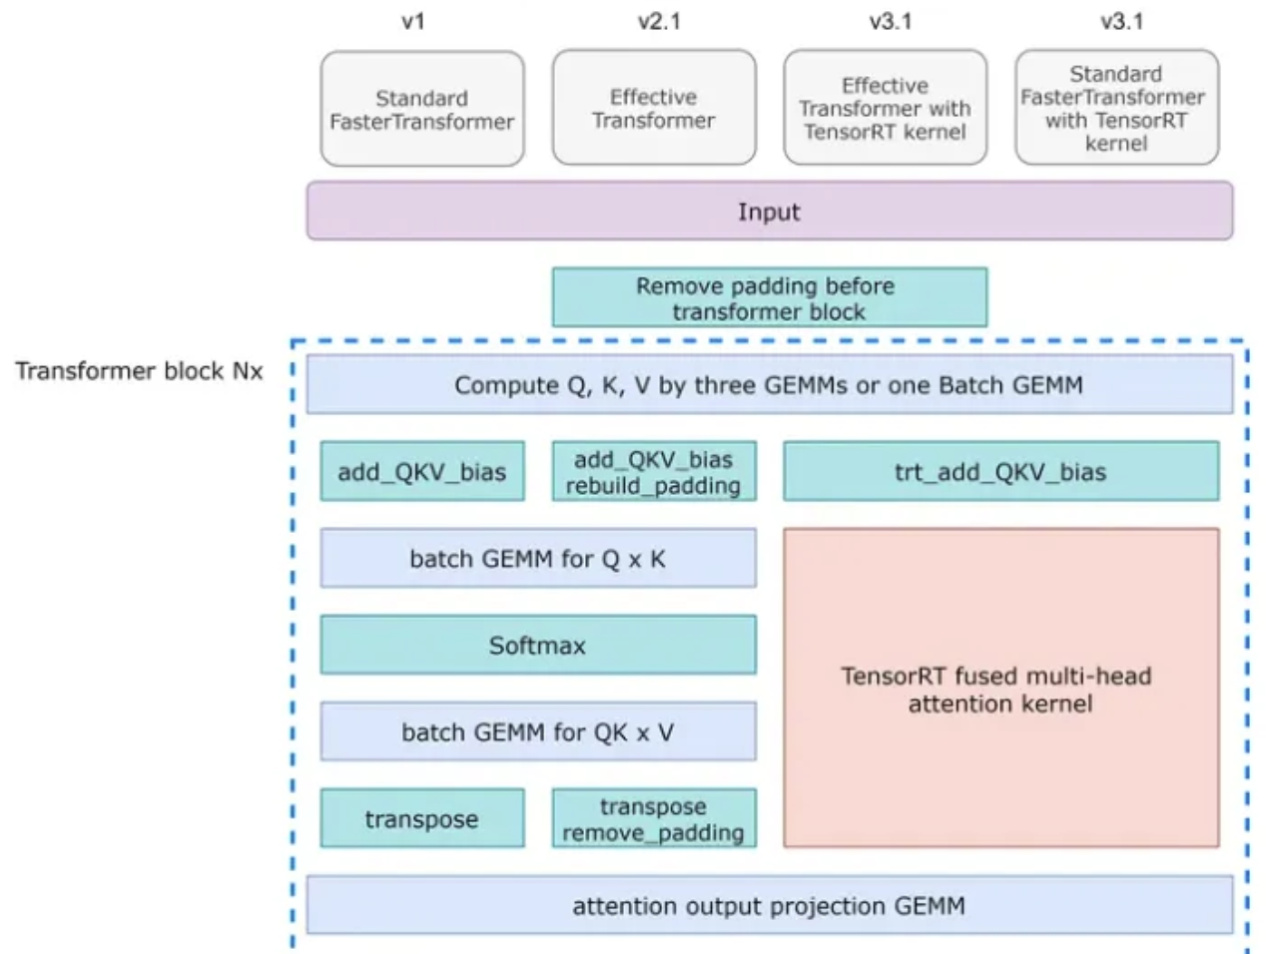 v1
v2.1
v3.1
v3.1
Standard
FasterTransformer
Effective
Transformer
Effective
Transformer with
TensorRT kernel
Standard
FasterTransformer
with TensorRT
kernel
Input
Remove padding before
transformer block
Transformer block Nx
Compute Q, K, V by three GEMMs or one Batch GEMM
add_QKV_bias
add_QKV_bias
rebuild_padding
trt_add_QKV_bias
batch GEMM for Q x K
Softmax
batch GEMM for QK x V
transpose
transpose
remove_padding
TensorRT fused multi-head
attention kernel
attention output projection GEMM